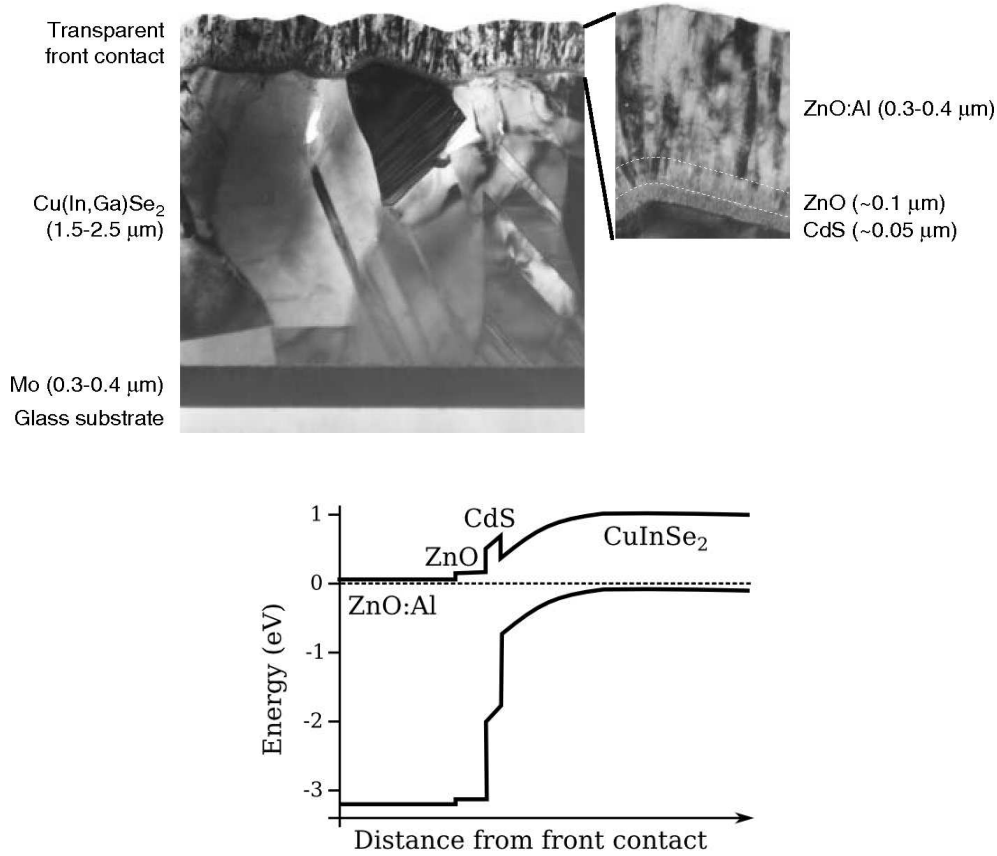 Transparent
front contact
ZnO:Al (0.3-0.4 μm)
Cu(In,Ga)Se₂
(1.5-2.5 μm)
ZnO (~0.1 μm)
CdS (~0.05 μm)
Mo (0.3-0.4 μm)
Glass substrate
1
0
-1
-2
-3
Energy (eV)
ZnO:Al
ZnO
CdS
CuInSe₂
Distance from front contact